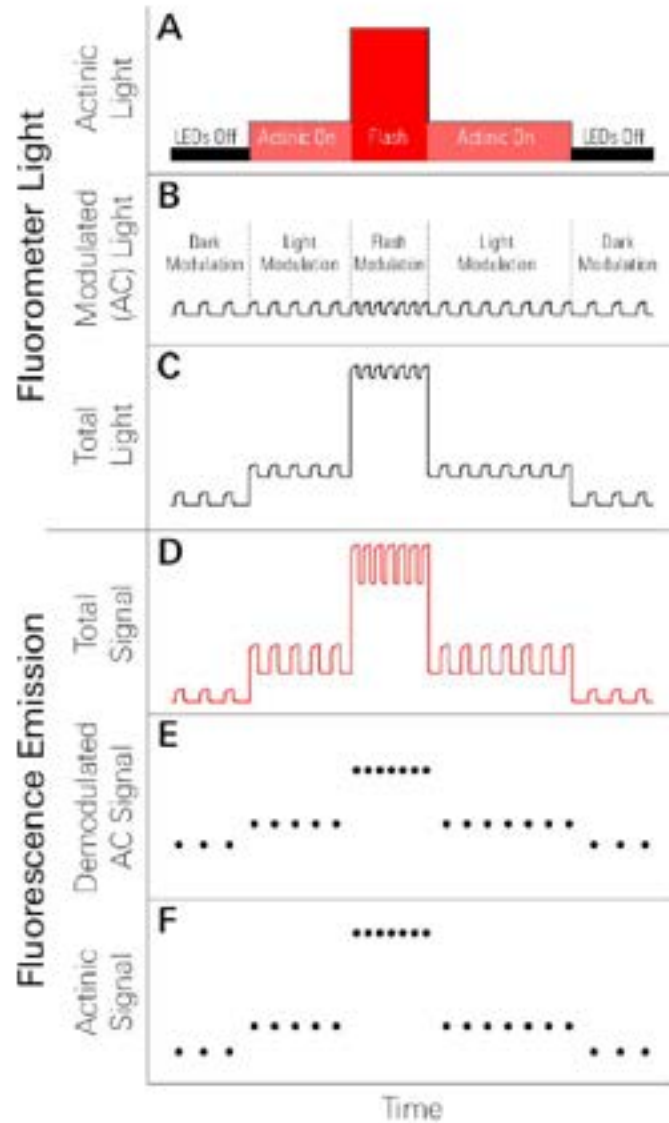 Fluorometer Light
Actinic
Light
A
LEDs Off
Actinic On
Flash
Actinic On
LEDs Off
Modulated
(AC) Light
B
Dark
Modulation
Light
Modulation
Flash
Modulation
Light
Modulation
Dark
Modulation
Total
Light
C
Fluorescence Emission
Total
Signal
D
Demodulated
AC Signal
E
Actinic
Signal
F
Time